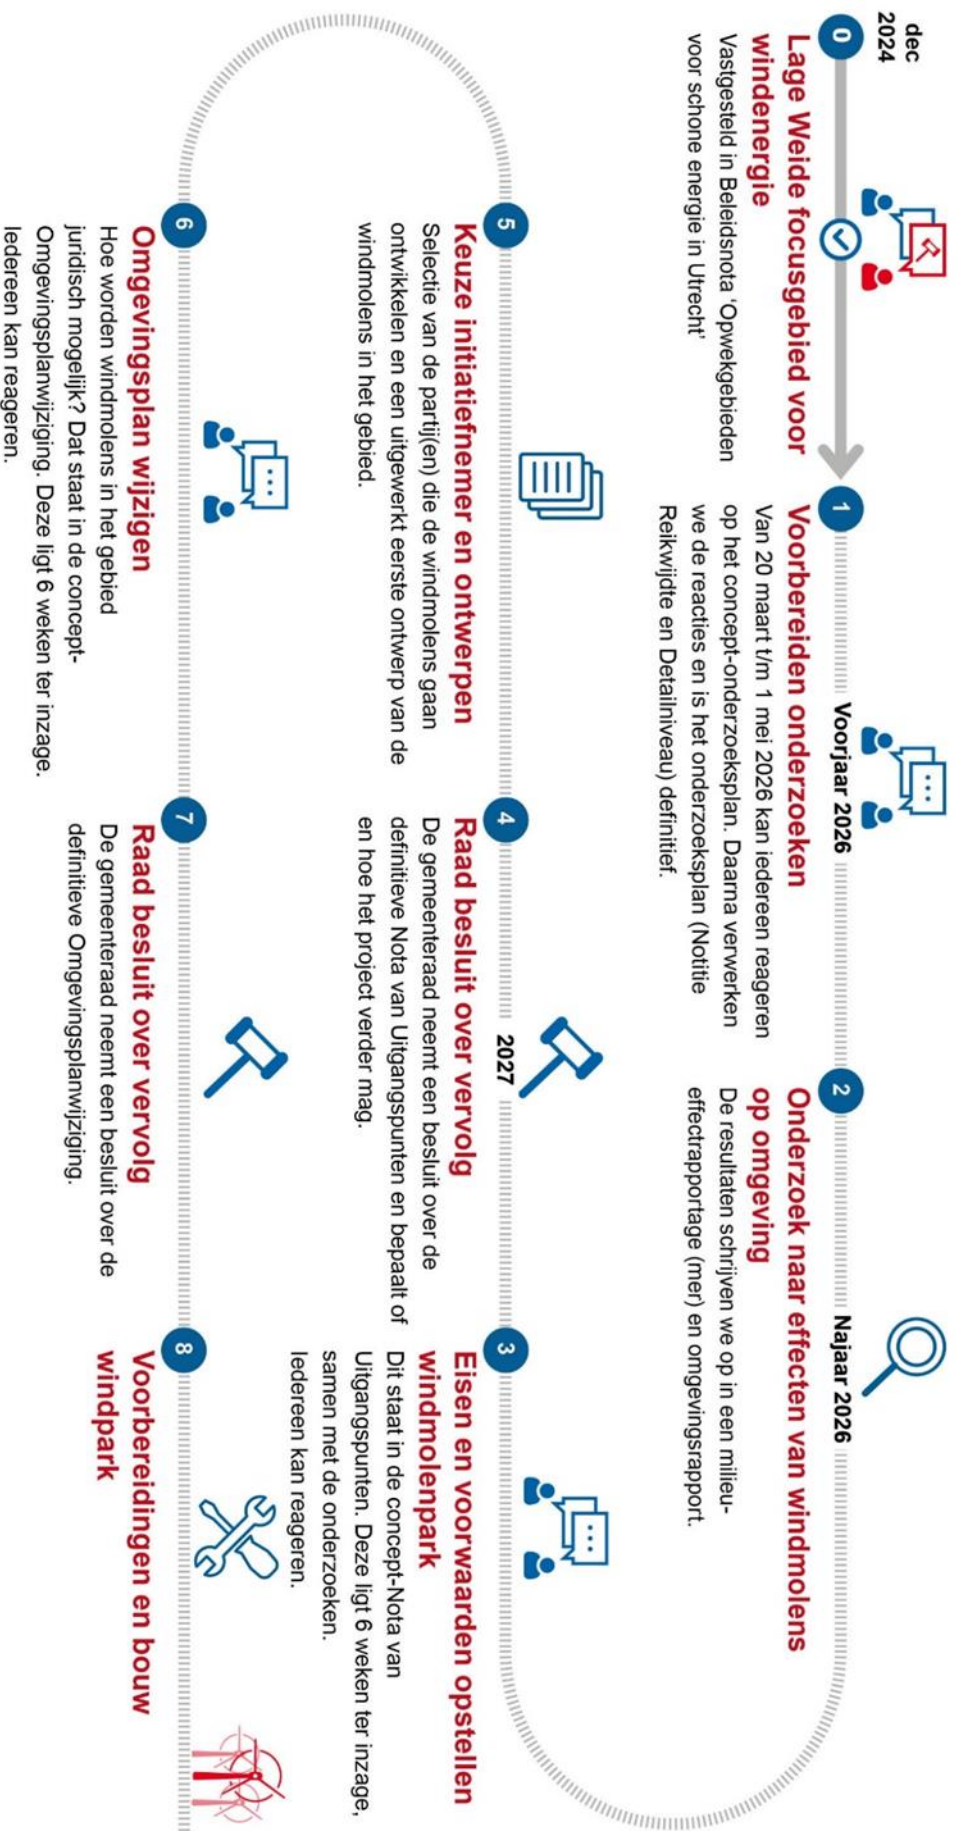 dec
2024
0
Lage Weide focusgebied voor
windenergie
Vastgesteld in Beleidsnota 'Opwekgebieden
voor schone energie in Utrecht'
1
Voorjaar 2026
Voorbereiden onderzoeken
Van 20 maart t/m 1 mei 2026 kan iedereen reageren
op het concept-onderzoeksplan. Daarna verwerken
we de reacties en is het onderzoeksplan (Notitie
Reikwijdte en Detailniveau) definitief.
2
Najaar 2026
Onderzoek naar effecten van windmolens
op omgeving
De resultaten schrijven we op in een milieu-
effectrapportage (mer) en omgevingsrapport.
3
Eisen en voorwaarden opstellen
windmolenpark
Dit staat in de concept-Nota van
Uitgangspunten. Deze ligt 6 weken ter inzage,
samen met de onderzoeken.
Iedereen kan reageren.
4
2027
Raad besluit over vervolg
De gemeenteraad neemt een besluit over de
definitieve Nota van Uitgangspunten en bepaalt of
en hoe het project verder mag.
5
Keuze initiatiefnemer en ontwerpen
Selectie van de partij(en) die de windmolens gaan
ontwikkelen en een uitgewerkt eerste ontwerp van de
windmolens in het gebied.
6
Omgevingsplan wijzigen
Hoe worden windmolens in het gebied
juridisch mogelijk? Dat staat in de concept-
Omgevingsplanwijziging. Deze ligt 6 weken ter inzage.
Iedereen kan reageren.
7
Raad besluit over vervolg
De gemeenteraad neemt een besluit over de
definitieve Omgevingsplanwijziging.
8
Voorbereidingen en bouw
windpark